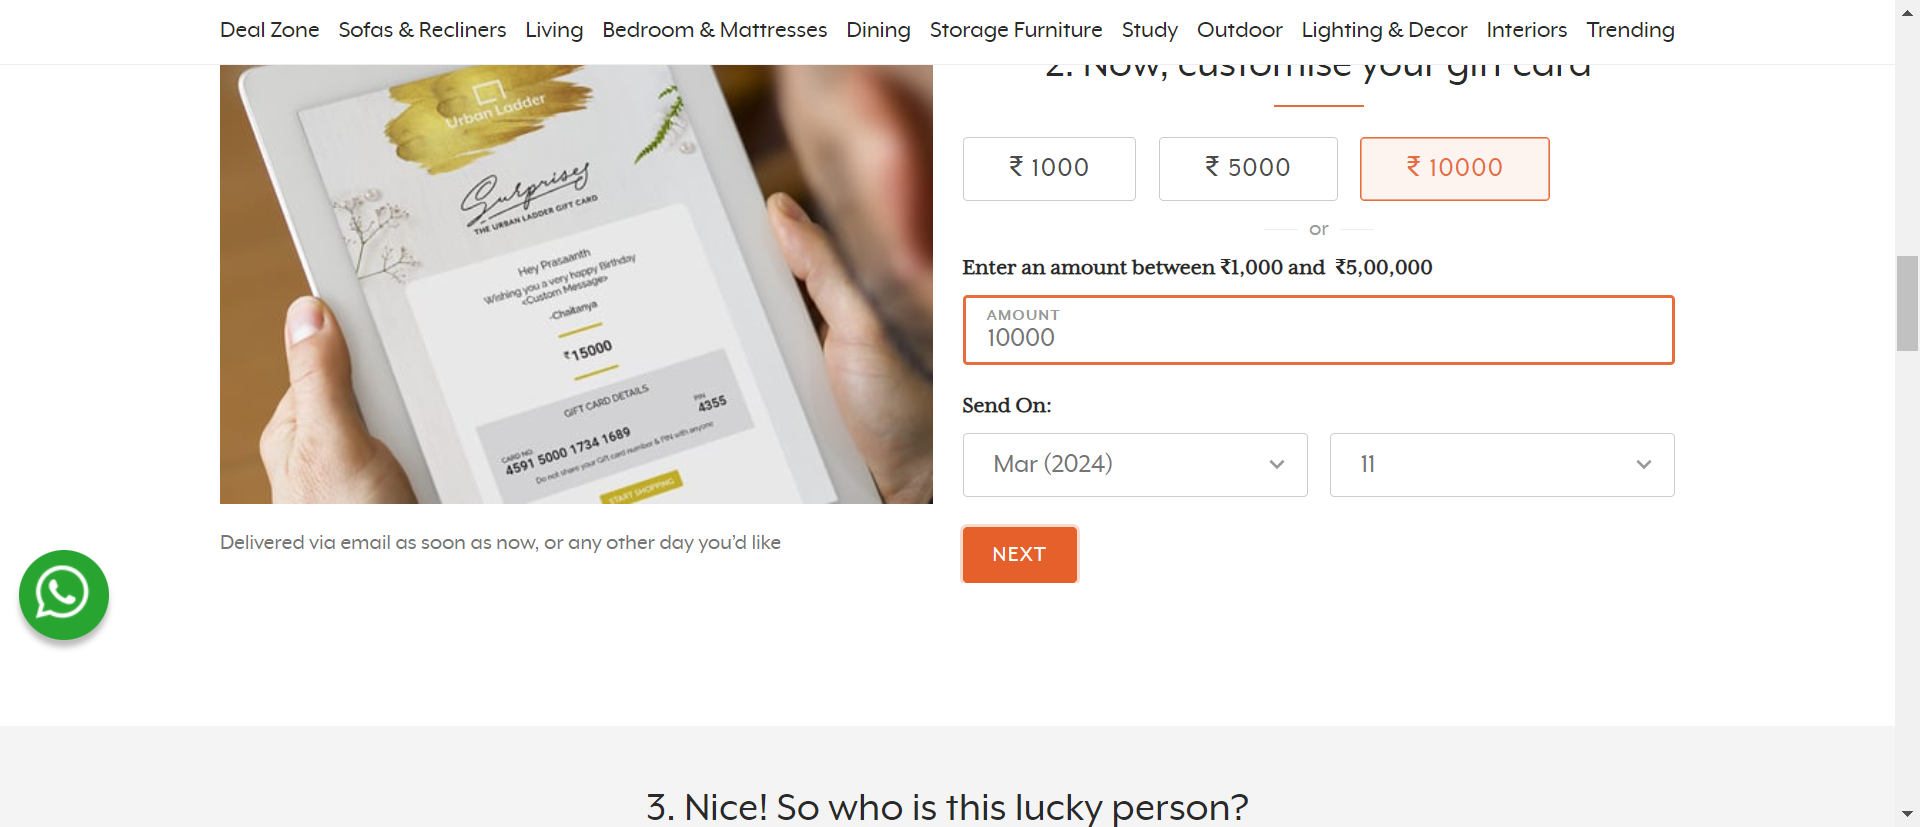 Deal Zone Sofas & Recliners Living Bedroom & Mattresses Dining Storage Furniture Study Outdoor Lighting & Decor Interiors Trending
Urban Ladder
Surprises
THE URBAN LADDER GIFT CARD
Hey Prasaanth
Wishing you a very happy Birthday
<Custom Message>
-Chaitanya
₹15000
GIFT CARD DETAILS
CARD NO
PIN
4591 5000 1734 1689
4355
Do not share your Gift card number & PIN with anyone
START SHOPPING
Delivered via email as soon as now, or any other day you'd like
2. Now, customise your gift card
₹ 1000
₹ 5000
₹ 10000
or
Enter an amount between ₹1,000 and ₹5,00,000
AMOUNT
10000
Send On:
Mar (2024)
11
NEXT
3. Nice! So who is this lucky person?